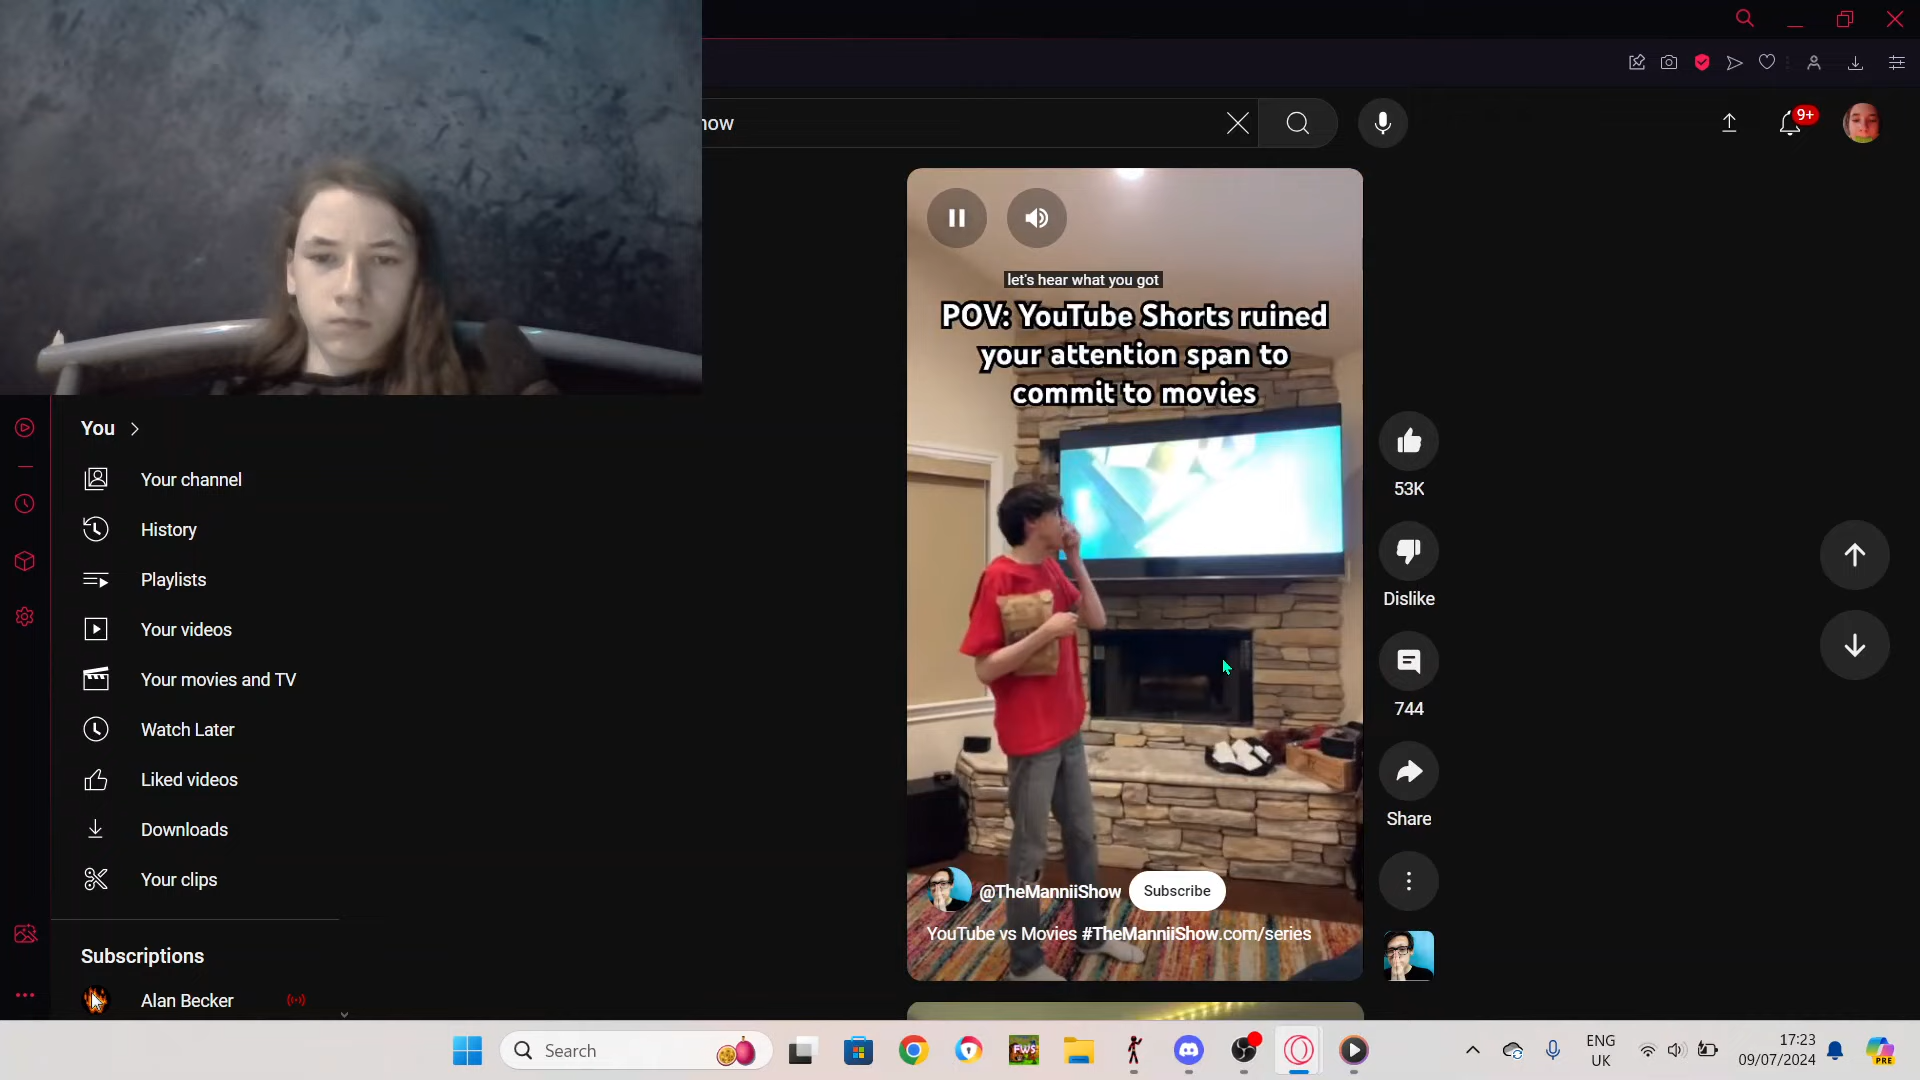 how
9+
let's hear what you got
POV: YouTube Shorts ruined
your attention span to
commit to movies
You
Your channel
History
Playlists
Your videos
Your movies and TV
Watch Later
Liked videos
Downloads
Your clips
Subscriptions
Alan Becker
53K
Dislike
744
Share
@TheManniiShow
Subscribe
YouTube vs Movies #TheManniiShow.com/series
Search
FWS
ENG
UK
17:23
09/07/2024
PRE